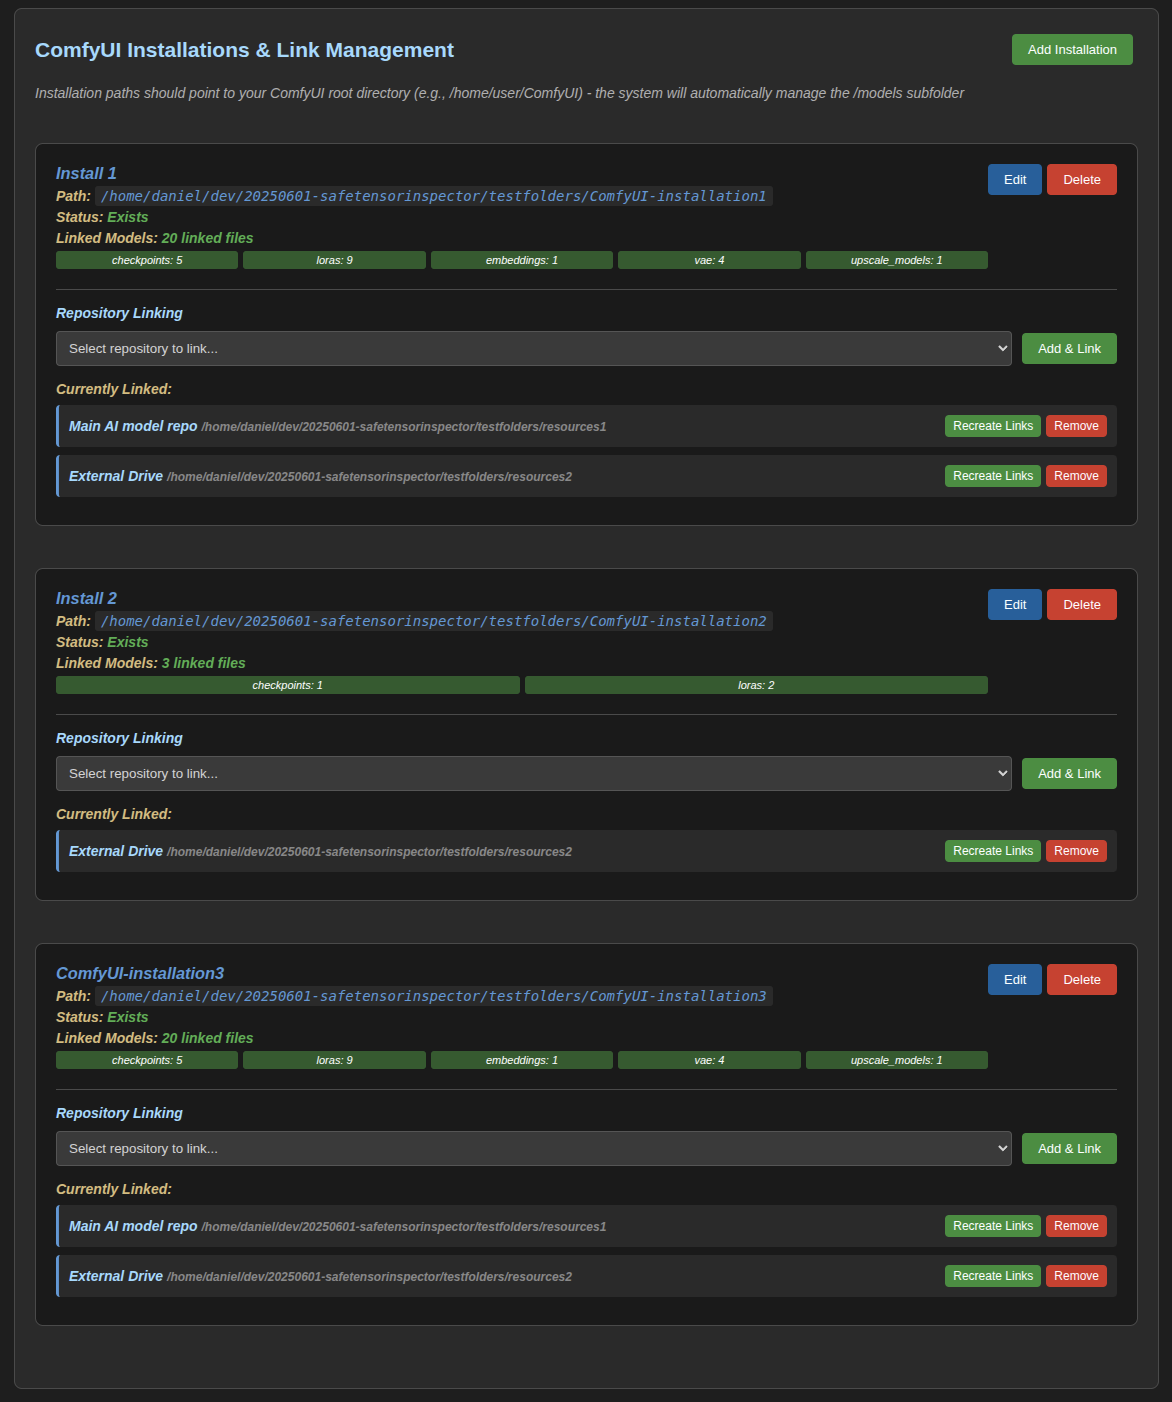 ComfyUI Installations & Link Management
Add Installation
Installation paths should point to your ComfyUI root directory (e.g., /home/user/ComfyUI) - the system will automatically manage the /models subfolder
Install 1
Edit
Delete
Path: /home/daniel/dev/20250601-safetensorinspector/testfolders/ComfyUI-installation1
Status: Exists
Linked Models: 20 linked files
checkpoints: 5
loras: 9
embeddings: 1
vae: 4
upscale_models: 1
Repository Linking
Select repository to link...
Add & Link
Currently Linked:
Main AI model repo /home/daniel/dev/20250601-safetensorinspector/testfolders/resources1
Recreate Links
Remove
External Drive /home/daniel/dev/20250601-safetensorinspector/testfolders/resources2
Recreate Links
Remove
Install 2
Edit
Delete
Path: /home/daniel/dev/20250601-safetensorinspector/testfolders/ComfyUI-installation2
Status: Exists
Linked Models: 3 linked files
checkpoints: 1
loras: 2
Repository Linking
Select repository to link...
Add & Link
Currently Linked:
External Drive /home/daniel/dev/20250601-safetensorinspector/testfolders/resources2
Recreate Links
Remove
ComfyUI-installation3
Edit
Delete
Path: /home/daniel/dev/20250601-safetensorinspector/testfolders/ComfyUI-installation3
Status: Exists
Linked Models: 20 linked files
checkpoints: 5
loras: 9
embeddings: 1
vae: 4
upscale_models: 1
Repository Linking
Select repository to link...
Add & Link
Currently Linked:
Main AI model repo /home/daniel/dev/20250601-safetensorinspector/testfolders/resources1
Recreate Links
Remove
External Drive /home/daniel/dev/20250601-safetensorinspector/testfolders/resources2
Recreate Links
Remove